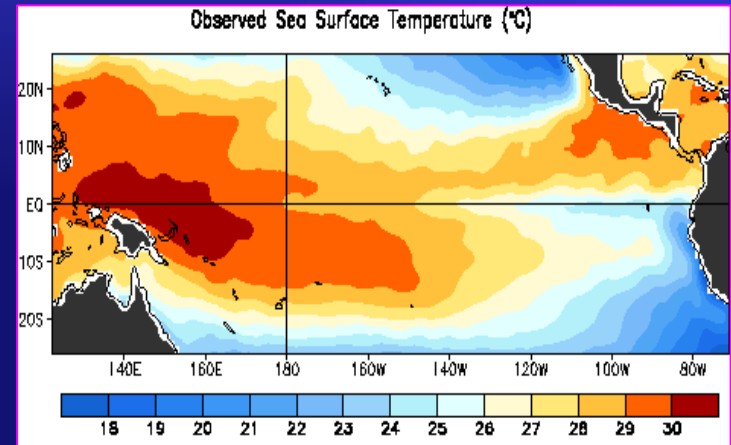 Observed Sea Surface Temperature (°C)
20N
10N
EQ
10S
20S
140E 160E 180 160W 140W 120W 100W 80W
18 19 20 21 22 23 24 25 26 27 28 29 30